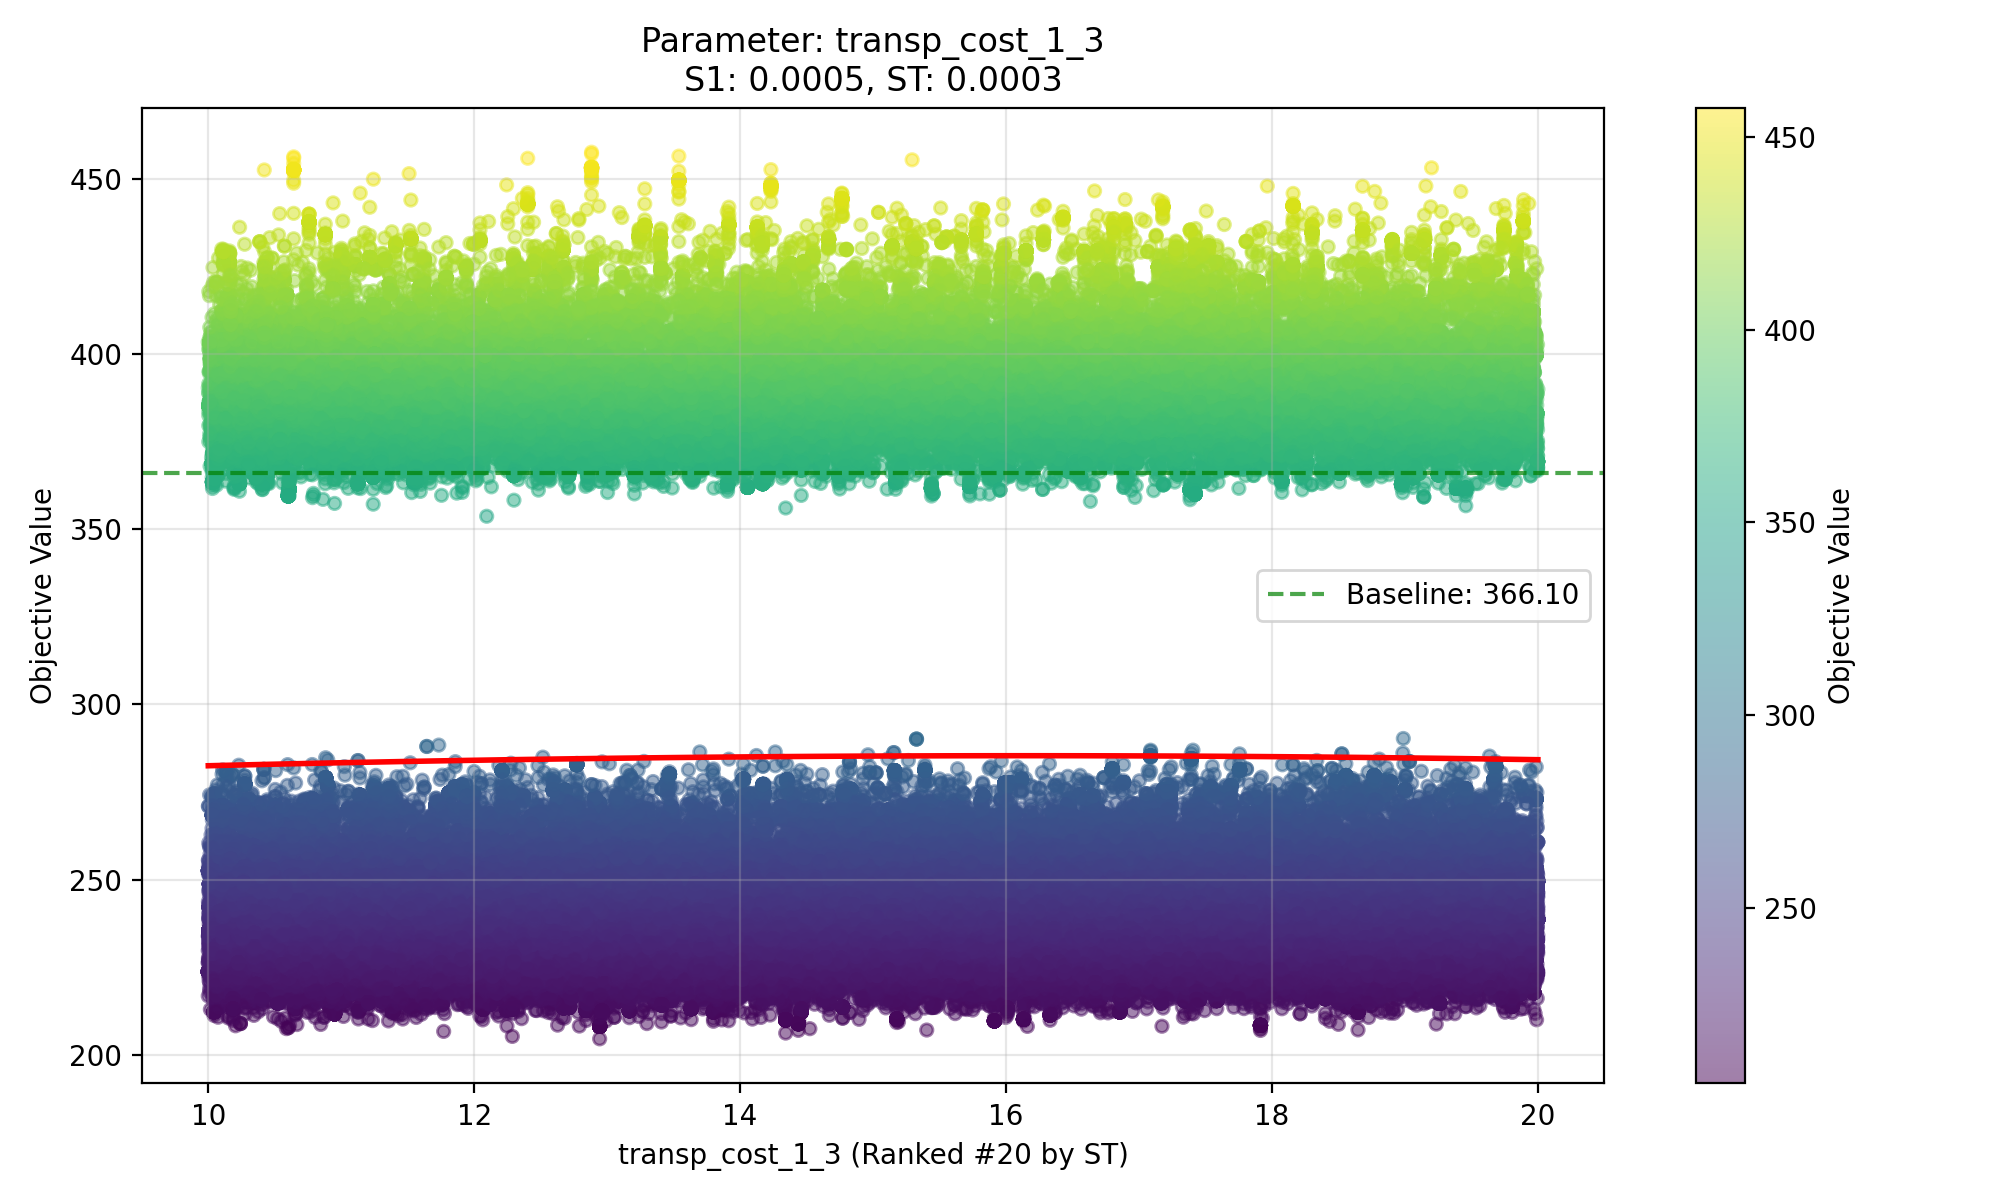 Parameter: transp_cost_1_3
S1: 0.0005, ST: 0.0003
Objective Value
450
400
350
300
250
200
Baseline: 366.10
10
12
14
16
18
20
transp_cost_1_3 (Ranked #20 by ST)
450
400
350
300
250
Objective Value